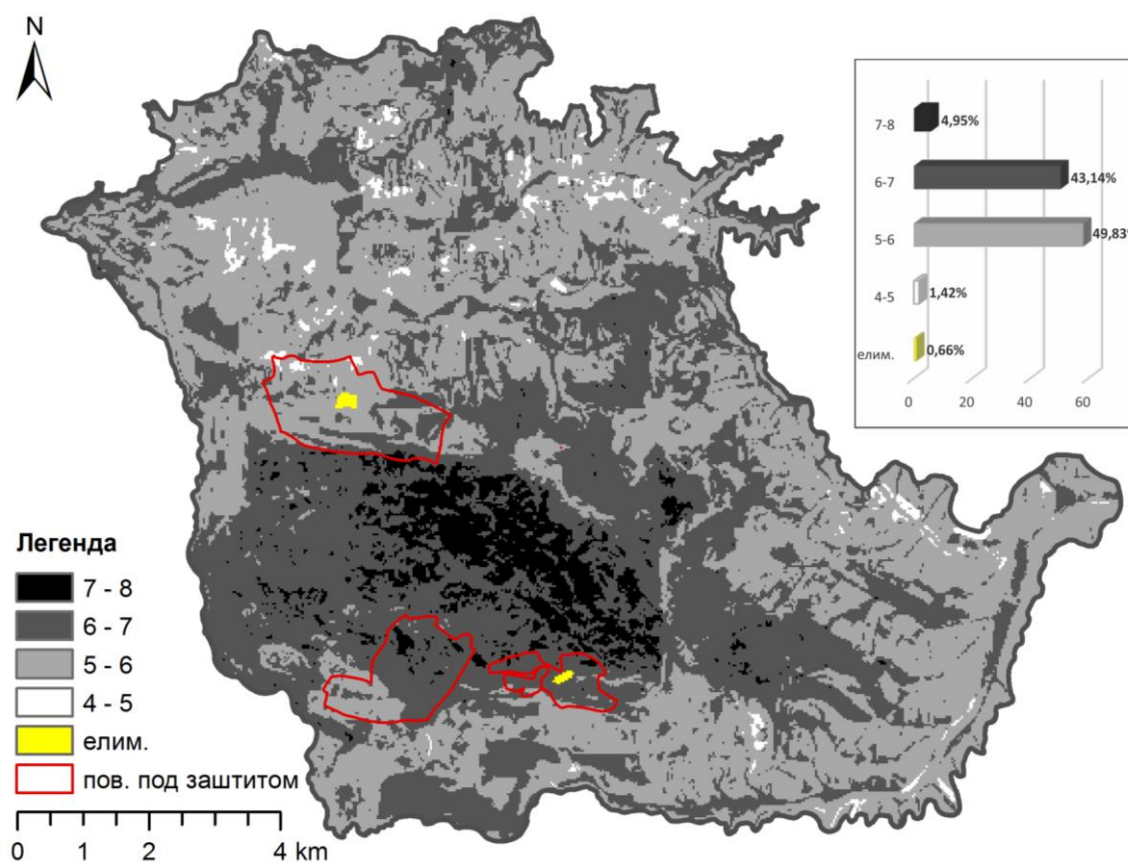 N
7-8
4,95%
6-7
43,14%
5-6
49,83%
4-5
1,42%
елим.
0,66%
0 20 40 60
Легенда
7 - 8
6 - 7
5 - 6
4 - 5
елим.
пов. под заштитом
0 1 2 4 km